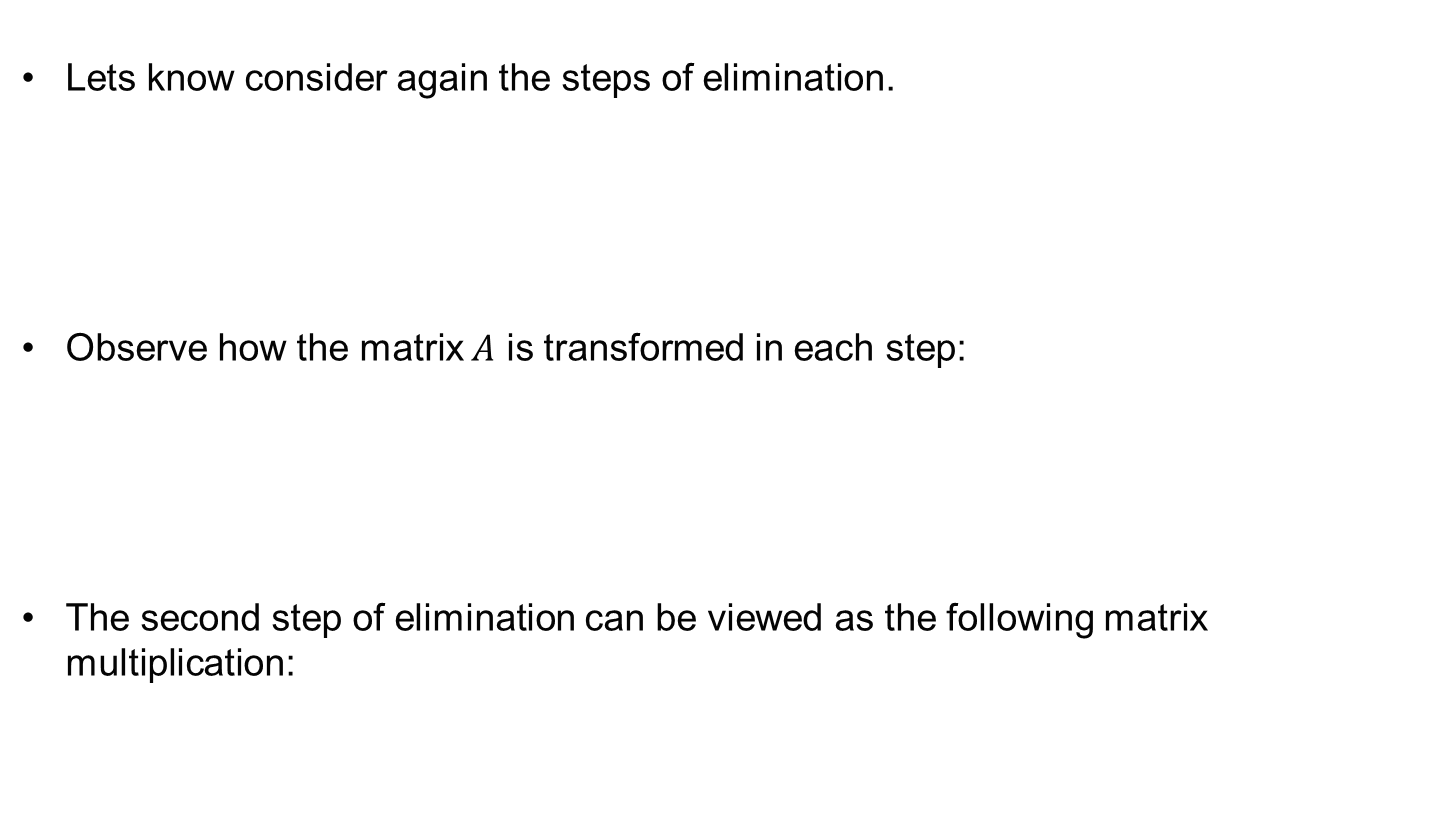 • Lets know consider again the steps of elimination.
• Observe how the matrix A is transformed in each step:
• The second step of elimination can be viewed as the following matrix
multiplication: